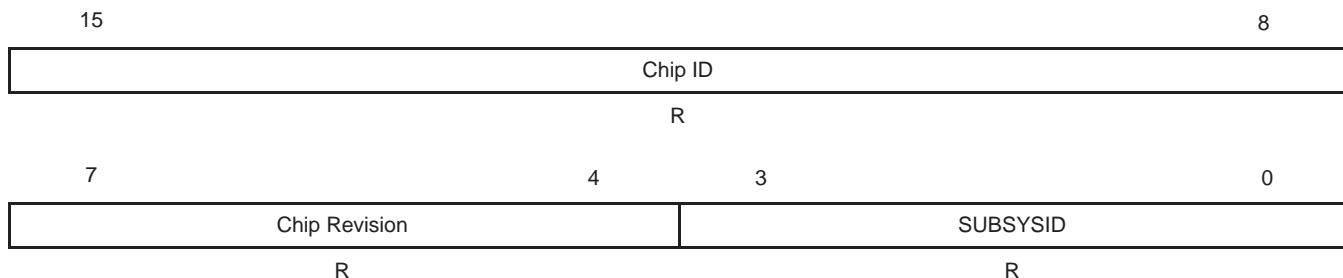 15 8
Chip ID
R
7 4 3 0
Chip Revision SUBSYSID
R R